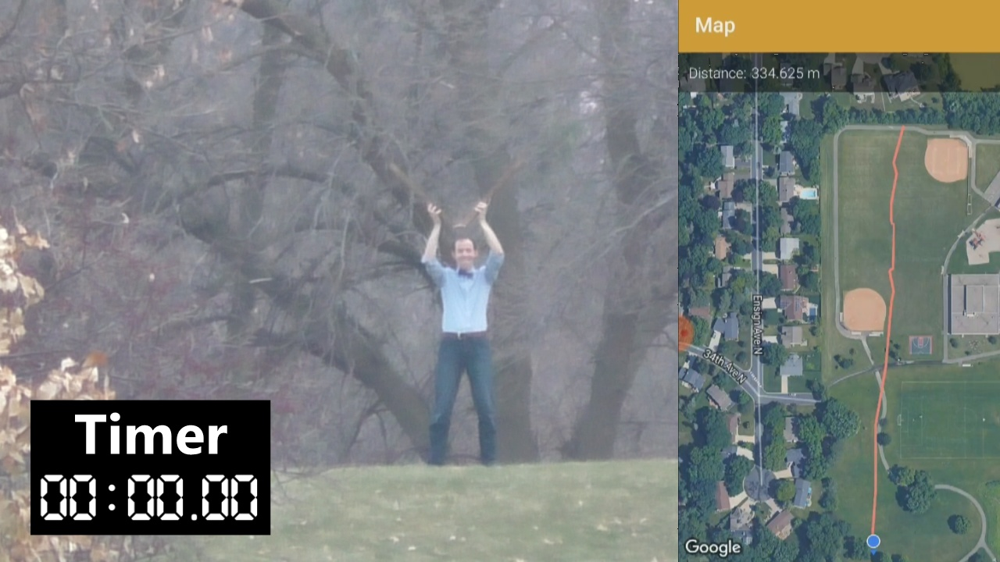 Map
Distance: 334.625 m
Ensign Ave N
34th Ave N
Timer
00:00.00
Google